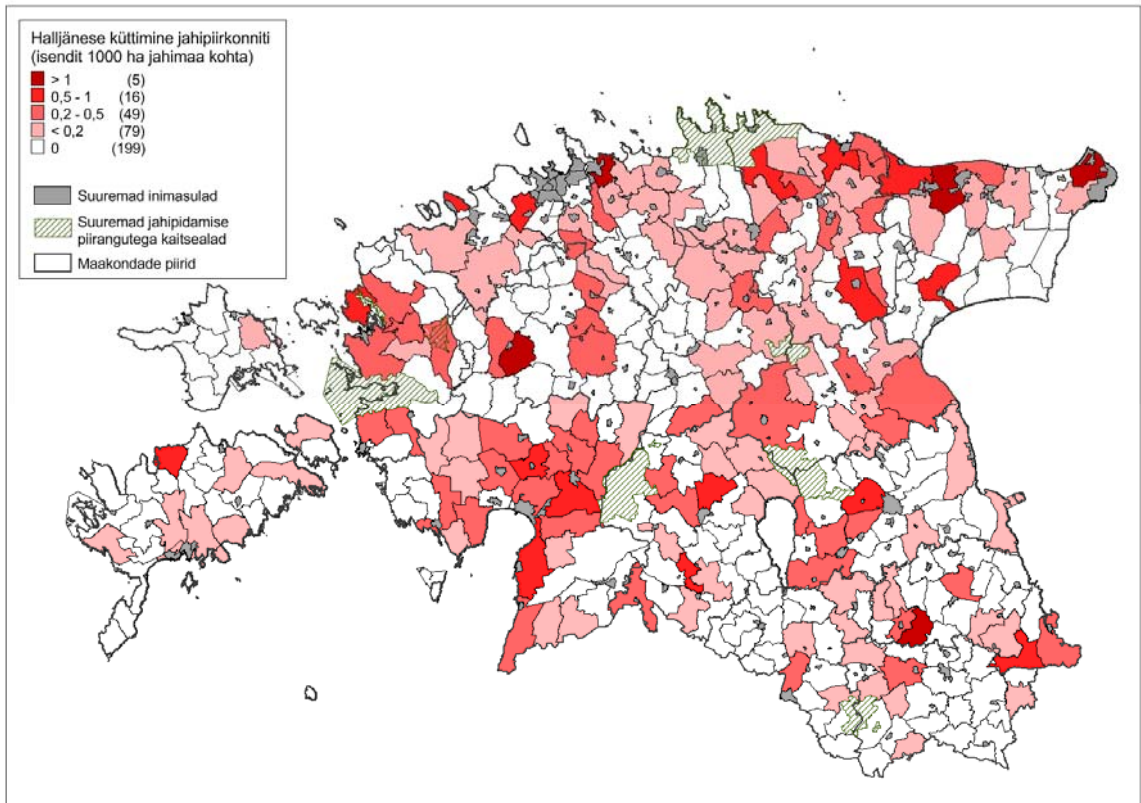 Halljänese küttimine jahipiirkonniti
(isendit 1000 ha jahimaa kohta)
> 1 (5)
0,5 - 1 (16)
0,2 - 0,5 (49)
< 0,2 (79)
0 (199)
Suuremad inimasulad
Suuremad jahipidamise
piirangutega kaitsealad
Maakondade piirid